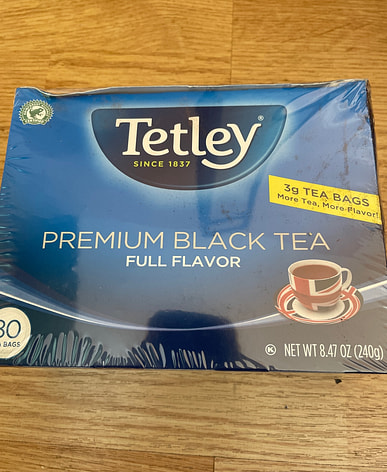 Tetley®
SINCE 1837
3g TEA BAGS
More Tea, More Flavor!
PREMIUM BLACK TEA
FULL FLAVOR
80
BAGS
K
NET WT 8.47 OZ (240g)